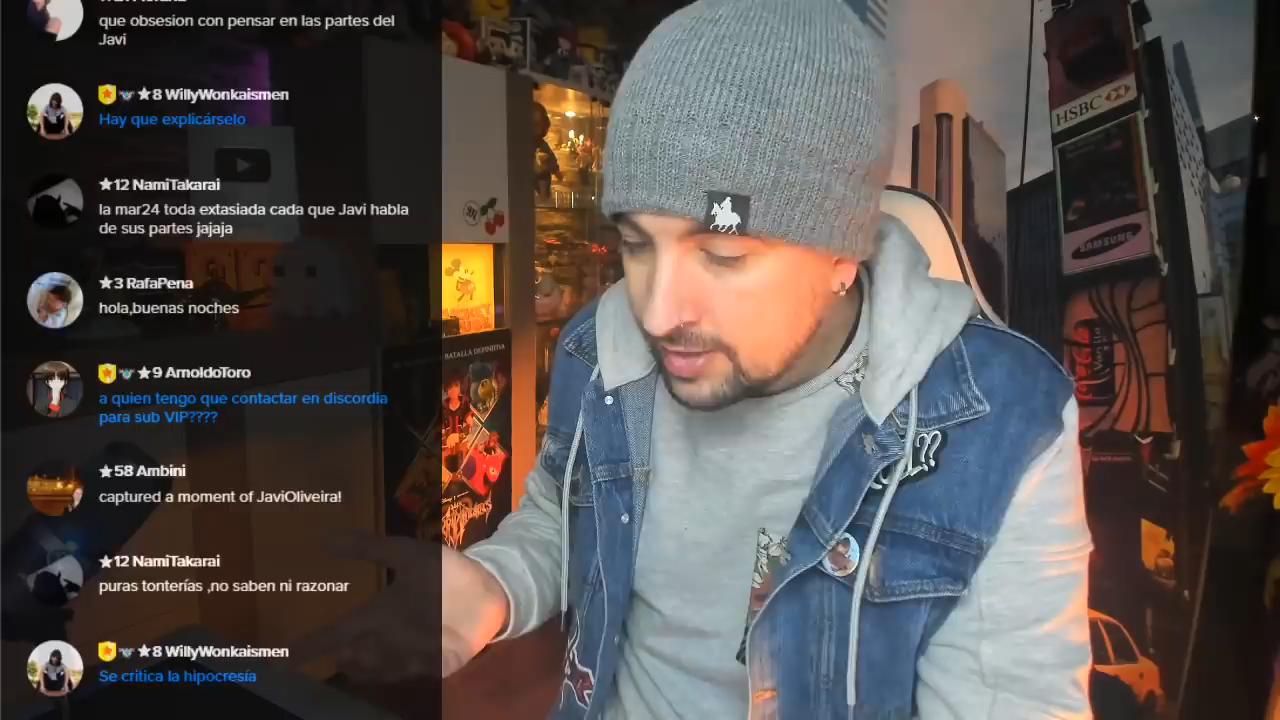 que obsesion con pensar en las partes del
Javi
★8 WillyWonkaismen
Hay que explicárselo
★12 NamiTakarai
la mar24 toda extasiada cada que Javi habla
de sus partes jajaja
★3 RafaPena
hola,buenas noches
★9 ArnoldoToro
a quien tengo que contactar en discordia
para sub VIP????
★58 Ambini
captured a moment of JaviOliveira!
★12 NamiTakarai
puras tonterías ,no saben ni razonar
★8 WillyWonkaismen
Se critica la hipocresía
BATALLA DEFINITIVA
HSBC
SAMSUNG